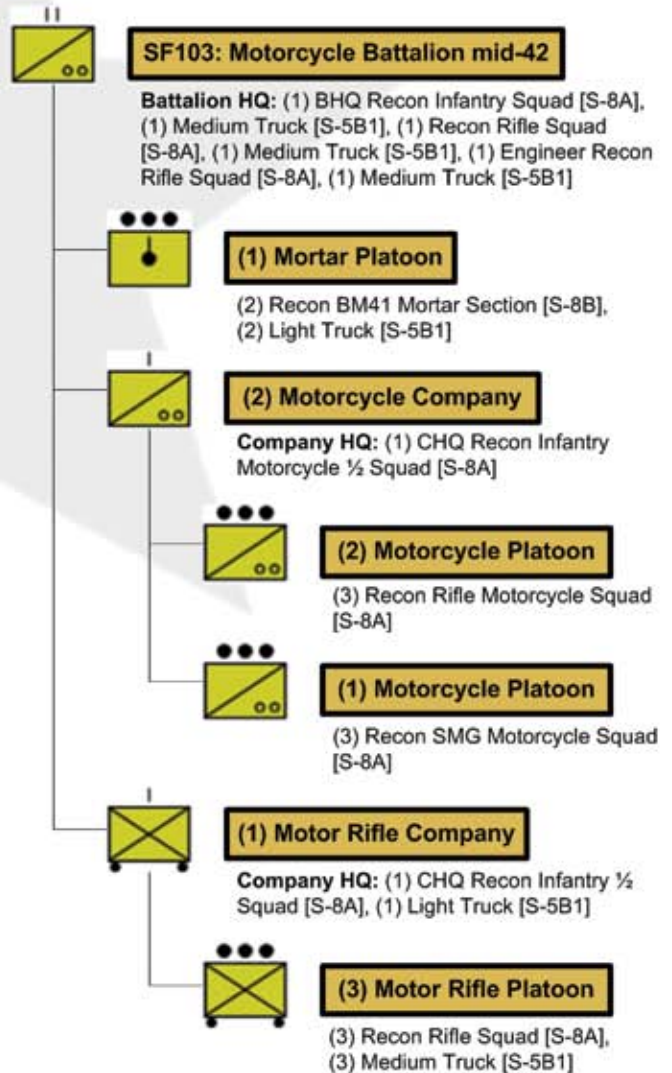 SF103: Motorcycle Battalion mid-42
Battalion HQ: (1) BHQ Recon Infantry Squad [S-8A],
(1) Medium Truck [S-5B1], (1) Recon Rifle Squad
[S-8A], (1) Medium Truck [S-5B1], (1) Engineer Recon
Rifle Squad [S-8A], (1) Medium Truck [S-5B1]
(1) Mortar Platoon
(2) Recon BM41 Mortar Section [S-8B],
(2) Light Truck [S-5B1]
(2) Motorcycle Company
Company HQ: (1) CHQ Recon Infantry
Motorcycle ½ Squad [S-8A]
(2) Motorcycle Platoon
(3) Recon Rifle Motorcycle Squad
[S-8A]
(1) Motorcycle Platoon
(3) Recon SMG Motorcycle Squad
[S-8A]
(1) Motor Rifle Company
Company HQ: (1) CHQ Recon Infantry ½
Squad [S-8A], (1) Light Truck [S-5B1]
(3) Motor Rifle Platoon
(3) Recon Rifle Squad [S-8A],
(3) Medium Truck [S-5B1]